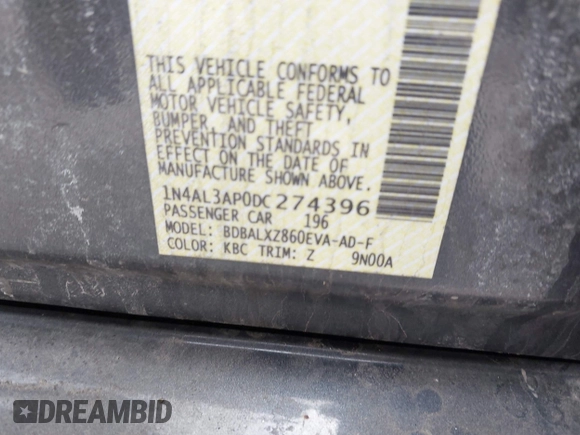 THIS VEHICLE CONFORMS TO
ALL APPLICABLE FEDERAL
MOTOR VEHICLE SAFETY,
BUMPER, AND THEFT
PREVENTION STANDARDS IN
EFFECT ON THE DATE OF
MANUFACTURE SHOWN ABOVE.
1N4AL3AP0DC274396
PASSENGER CAR 196
MODEL: BDBALXZ860EVA-AD-F
COLOR: KBC TRIM: Z 9N00A
DREAMBID